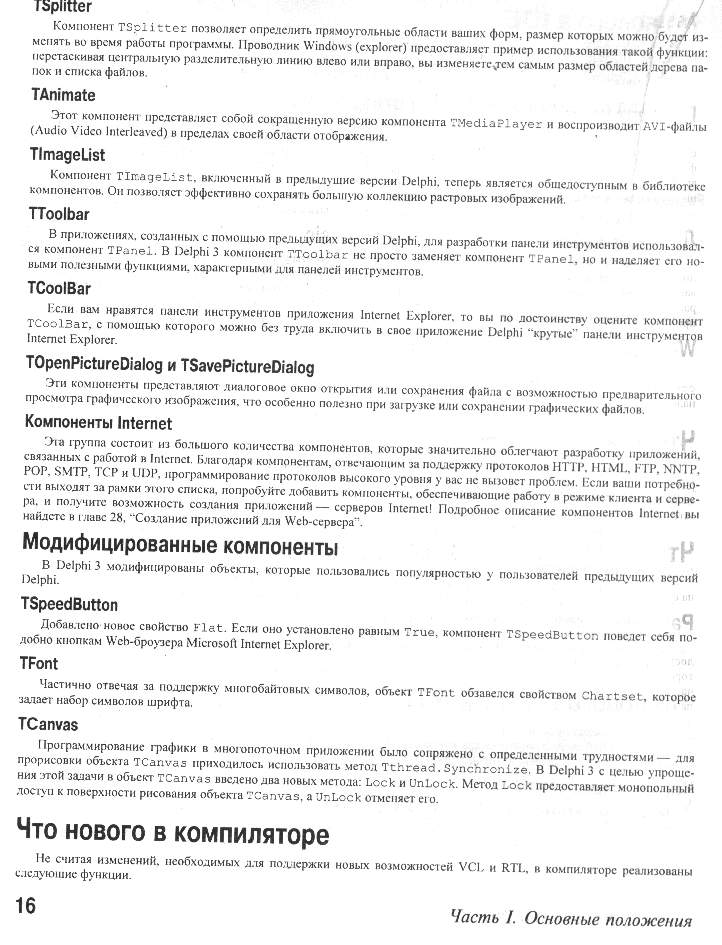 TSplitter
Компонент TSplitter позволяет определить прямоугольные области ваших форм, размер которых можно будет из-
менять во время работы программы. Проводник Windows (explorer) предоставляет пример использования такой функции:
перетаскивая центральную разделительную линию влево или вправо, вы изменяете тем самым размер областей дерева па-
пок и списка файлов.
TAnimate
Этот компонент представляет собой сокращенную версию компонента TMediaPlayer и воспроизводит AVI-файлы
(Audio Video Interleaved) в пределах своей области отображения.
TImageList
Компонент TImageList, включенный в предыдущие версии Delphi, теперь является общедоступным в библиотеке
компонентов. Он позволяет эффективно сохранять большую коллекцию растровых изображений.
TToolbar
В приложениях, созданных с помощью предыдущих версий Delphi, для разработки панели инструментов использовал-
ся компонент TPanel. В Delphi 3 компонент TToolbar не просто заменяет компонент TPanel, но и наделяет его но-
выми полезными функциями, характерными для панелей инструментов.
TCoolBar
Если вам нравятся панели инструментов приложения Internet Explorer, то вы по достоинству оцените компонент
TCoolBar, с помощью которого можно без труда включить в свое приложение Delphi “крутые” панели инструментов
Internet Explorer.
TOpenPictureDialog и TSavePictureDialog
Эти компоненты представляют диалоговое окно открытия или сохранения файла с возможностью предварительного
просмотра графического изображения, что особенно полезно при загрузке или сохранении графических файлов.
Компоненты Internet
Эта группа состоит из большого количества компонентов, которые значительно облегчают разработку приложений,
связанных с работой в Internet. Благодаря компонентам, отвечающим за поддержку протоколов HTTP, HTML, FTP, NNTP,
POP, SMTP, TCP и UDP, программирование протоколов высокого уровня у вас не вызовет проблем. Если ваши потребно-
сти выходят за рамки этого списка, попробуйте добавить компоненты, обеспечивающие работу в режиме клиента и серве-
ра, и получите возможность создания приложений — серверов Internet! Подробное описание компонентов Internet вы
найдете в главе 28, “Создание приложений для Web-сервера”.
Модифицированные компоненты
В Delphi 3 модифицированы объекты, которые пользовались популярностью у пользователей предыдущих версий
Delphi.
TSpeedButton
Добавлено новое свойство Flat. Если оно установлено равным True, компонент TSpeedButton поведет себя по-
добно кнопкам Web-броузера Microsoft Internet Explorer.
TFont
Частично отвечая за поддержку многобайтовых символов, объект TFont обзавелся свойством Chartset, которое
задает набор символов шрифта.
TCanvas
Программирование графики в многопоточном приложении было сопряжено с определенными трудностями — для
прорисовки объекта TCanvas приходилось использовать метод Tthread.Synchronize. В Delphi 3 с целью упроще-
ния этой задачи в объект TCanvas введено два новых метода: Lock и UnLock. Метод Lock предоставляет монопольный
доступ к поверхности рисования объекта TCanvas, а UnLock отменяет его.
Что нового в компиляторе
Не считая изменений, необходимых для поддержки новых возможностей VCL и RTL, в компиляторе реализованы
следующие функции.
16
Часть I. Основные положения